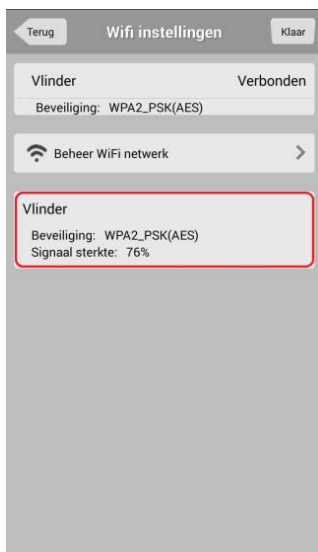 Terug Wifi instellingen Klaar
Vlinder Verbonden
Beveiliging: WPA2_PSK(AES)
Beheer WiFi netwerk
Vlinder
Beveiliging: WPA2_PSK(AES)
Signaal sterkte: 76%